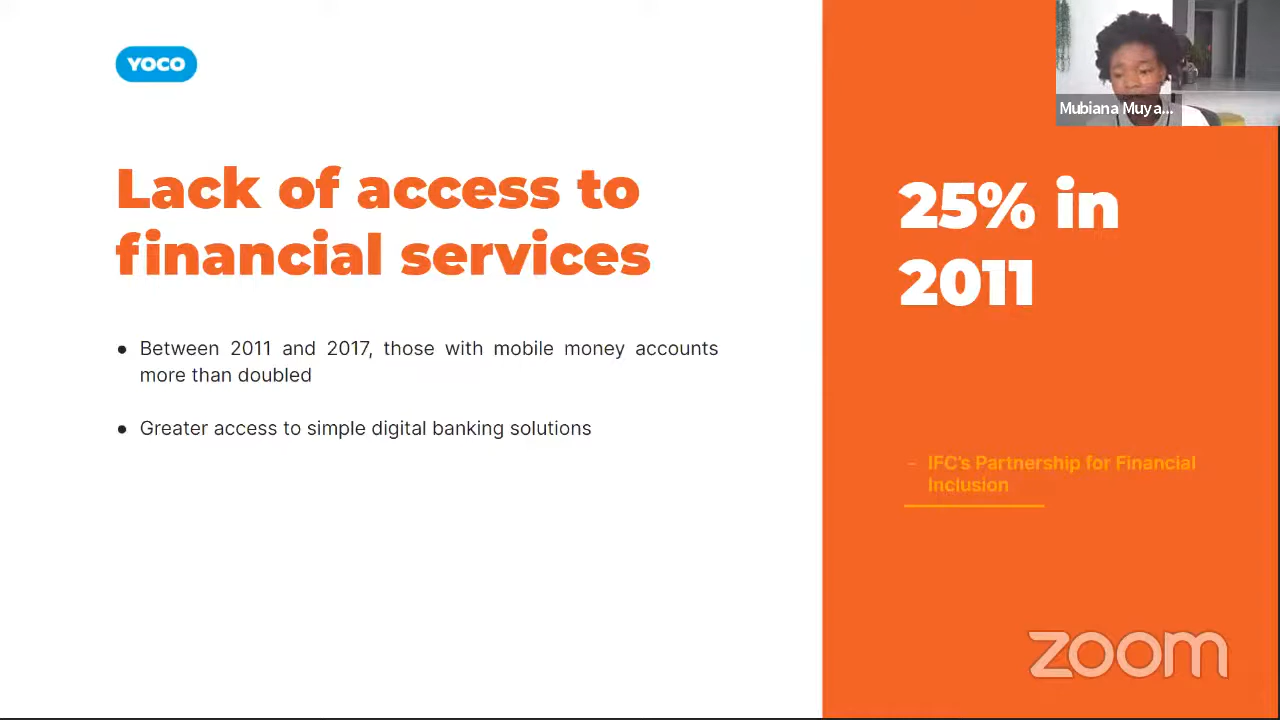 YOCO
Lack of access to
financial services
● Between 2011 and 2017, those with mobile money accounts
more than doubled
● Greater access to simple digital banking solutions
Mubiana Muya...
25% in
2011
– IFC's Partnership for Financial
Inclusion
zoom